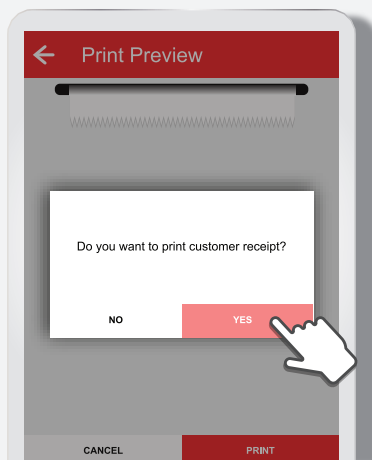 Print Preview
Do you want to print customer receipt?
NO
YES
CANCEL
PRINT